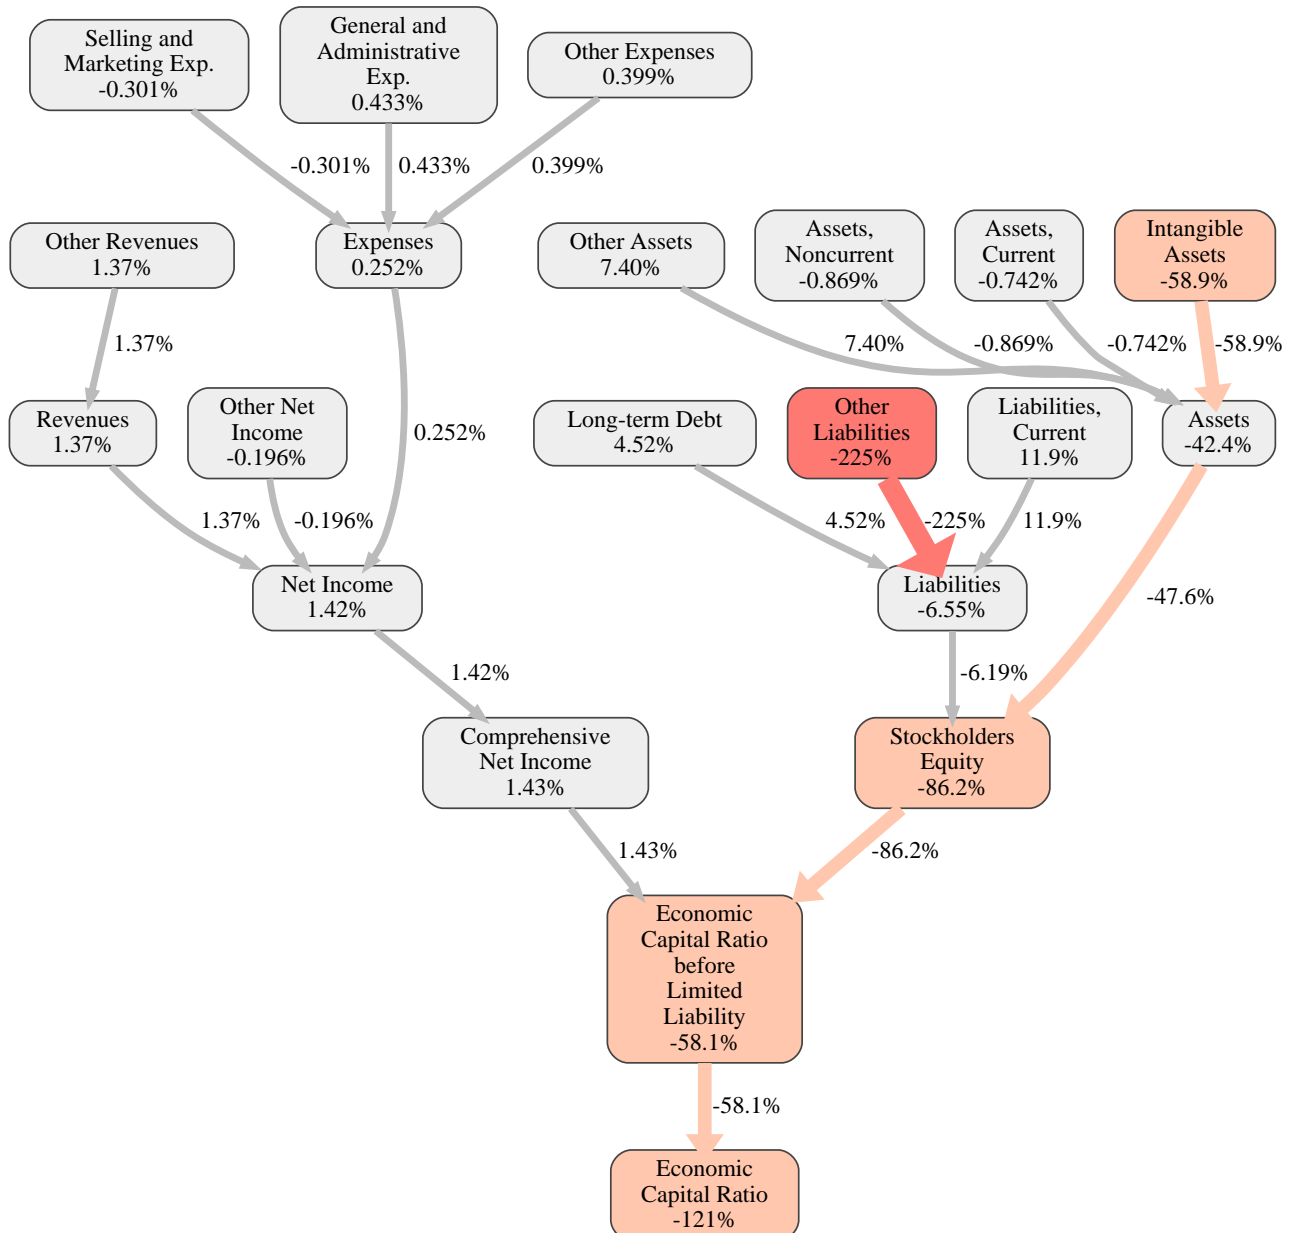 Selling and
Marketing Exp.
-0.301%
General and
Administrative
Exp.
0.433%
Other Expenses
0.399%
-0.301%
0.433%
0.399%
Other Revenues
1.37%
Expenses
0.252%
Other Assets
7.40%
Assets,
Noncurrent
-0.869%
Assets,
Current
-0.742%
Intangible
Assets
-58.9%
1.37%
7.40%
-0.869%
-0.742%
-58.9%
Revenues
1.37%
Other Net
Income
-0.196%
0.252%
Long-term Debt
4.52%
Other
Liabilities
-225%
Liabilities,
Current
11.9%
Assets
-42.4%
1.37%
-0.196%
4.52%
-225%
11.9%
Net Income
1.42%
Liabilities
-6.55%
-47.6%
1.42%
-6.19%
Comprehensive
Net Income
1.43%
Stockholders
Equity
-86.2%
1.43%
-86.2%
Economic
Capital Ratio
before
Limited
Liability
-58.1%
-58.1%
Economic
Capital Ratio
-121%